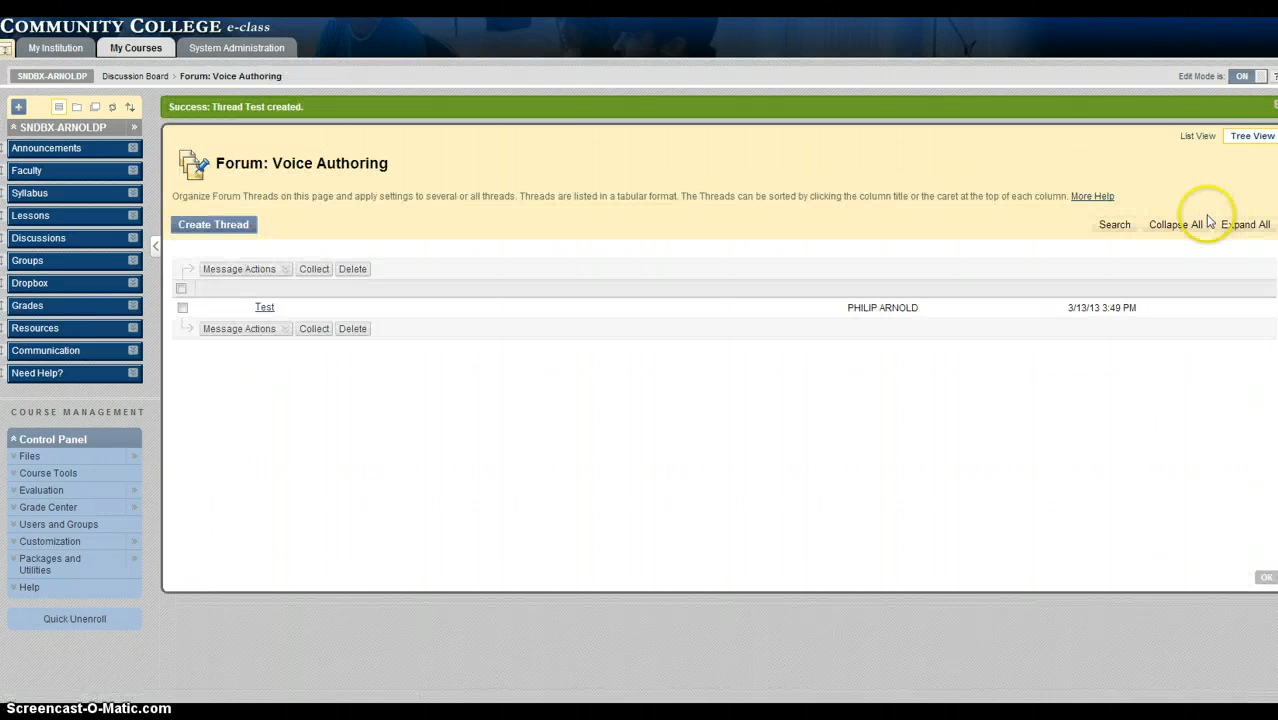 COMMUNITY COLLEGE e-class
My Institution
My Courses
System Administration
SNDBX-ARNOLDP
Discussion Board > Forum: Voice Authoring
Edit Mode is: ON ?
Success: Thread Test created.
SNDBX-ARNOLDP
Announcements
Faculty
Syllabus
Lessons
Discussions
Groups
Dropbox
Grades
Resources
Communication
Need Help?
COURSE MANAGEMENT
Control Panel
Files
Course Tools
Evaluation
Grade Center
Users and Groups
Customization
Packages and
Utilities
Help
Quick Unenroll
List View
Tree View
Forum: Voice Authoring
Organize Forum Threads on this page and apply settings to several or all threads. Threads are listed in a tabular format. The Threads can be sorted by clicking the column title or the caret at the top of each column. More Help
Create Thread
Search
Collapse All
Expand All
Message Actions
Collect
Delete
Test
PHILIP ARNOLD
3/13/13 3:49 PM
Message Actions
Collect
Delete
OK
Screencast-O-Matic.com